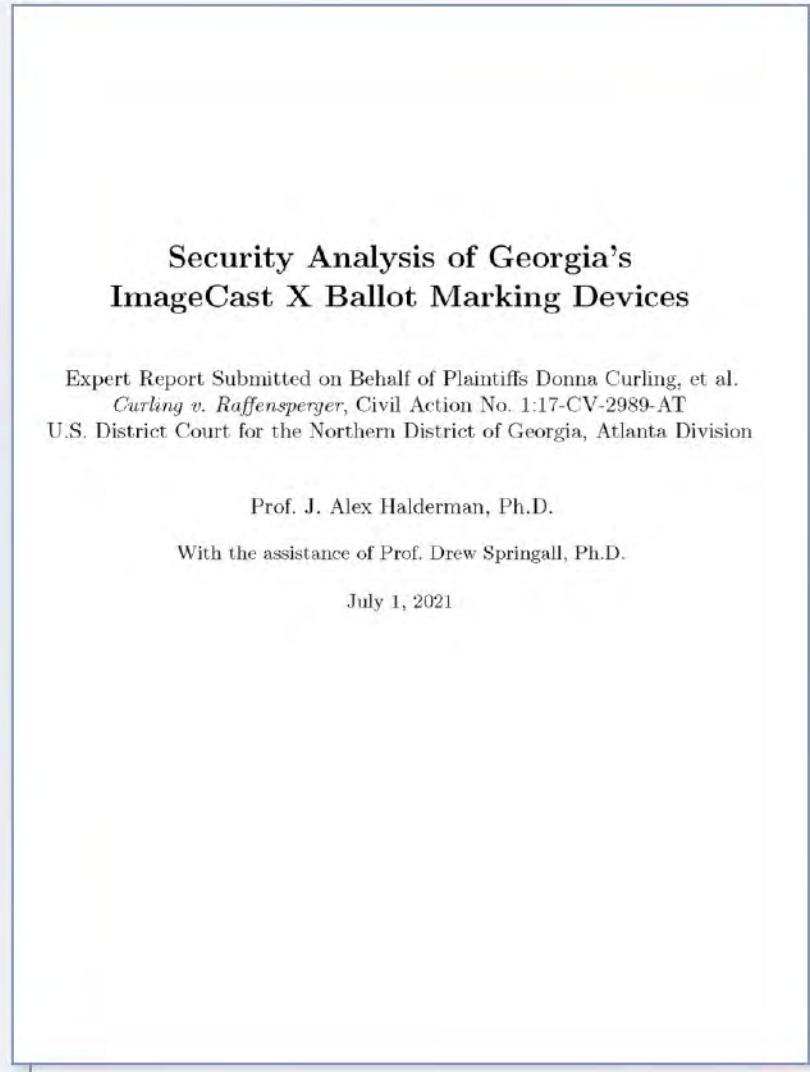 Security Analysis of Georgia's
ImageCast X Ballot Marking Devices
Expert Report Submitted on Behalf of Plaintiffs Donna Curling, et al.
Curling v. Raffensperger, Civil Action No. 1:17-CV-2989-AT
U.S. District Court for the Northern District of Georgia, Atlanta Division
Prof. J. Alex Halderman, Ph.D.
With the assistance of Prof. Drew Springall, Ph.D.
July 1, 2021